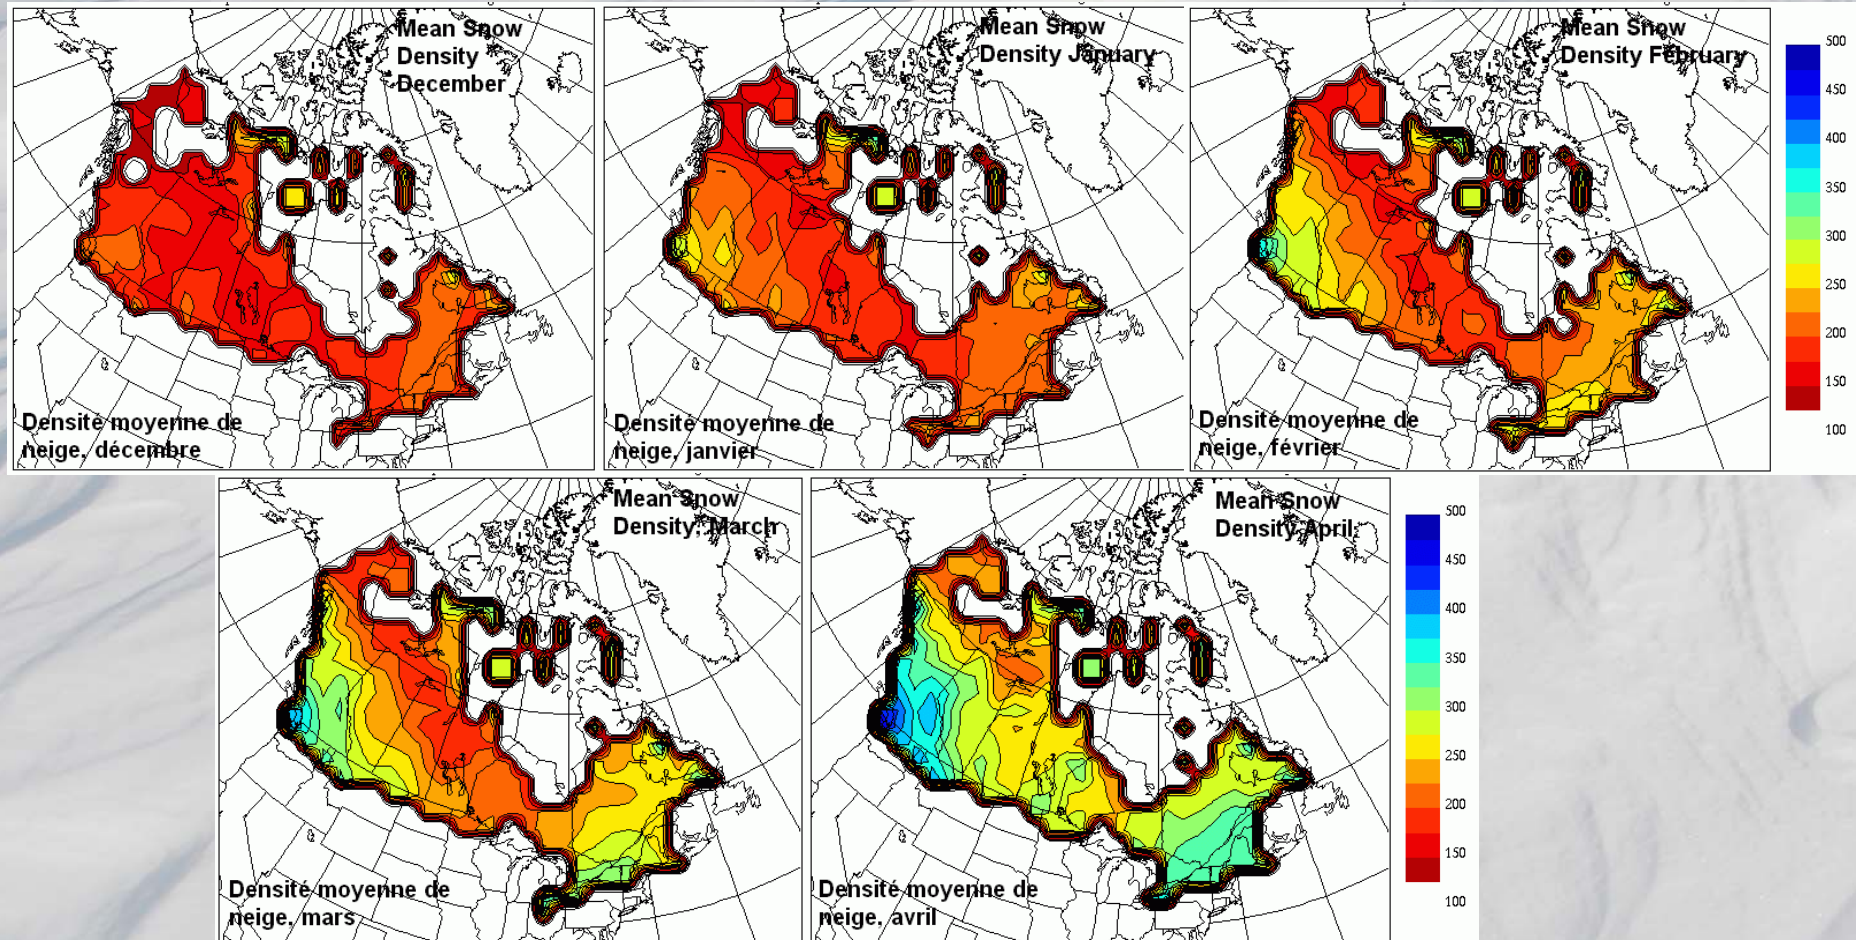 Mean Snow
Density
December
Densité moyenne de
neige, décembre
Mean Snow
Density January
Densité moyenne de
neige, janvier
Mean Snow
Density February
Densité moyenne de
neige, février
500
450
400
350
300
250
200
150
100
Mean Snow
Density, March
Densité moyenne de
neige, mars
Mean Snow
Density April
Densité moyenne de
neige, avril
500
450
400
350
300
250
200
150
100